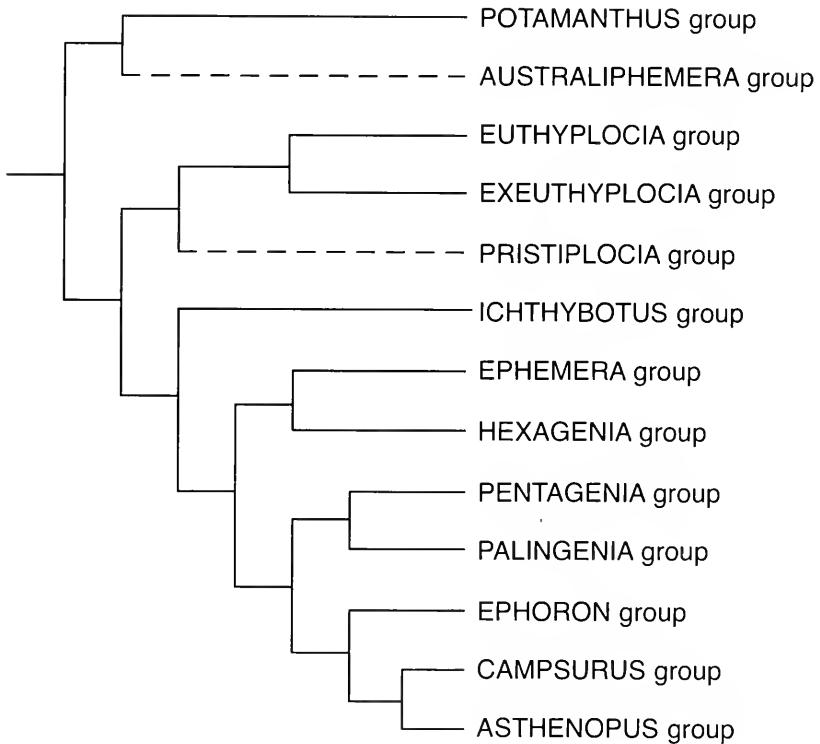 POTAMANTHUS group
AUSTRALIPHEMERA group
EUTHYPLOCIA group
EXEUTHYPLOCIA group
PRISTIPLOCIA group
ICHTHYBOTUS group
EPHEMERA group
HEXAGENIA group
PENTAGENIA group
PALINGENIA group
EPHORON group
CAMPSURUS group
ASTHENOPUS group